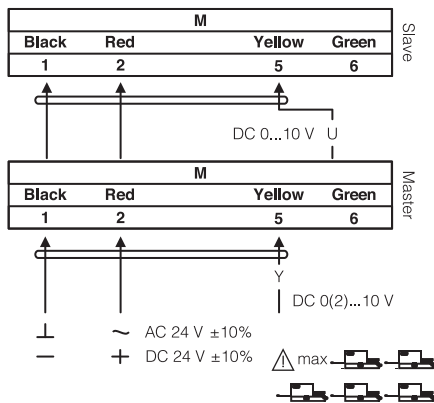 M
Black Red Yellow Green
1 2 5 6
Slave
DC 0...10 V U
M
Black Red Yellow Green
1 2 5 6
Master
Y
DC 0(2)...10 V
⊥ ~ AC 24 V ±10%
− + DC 24 V ±10%
max